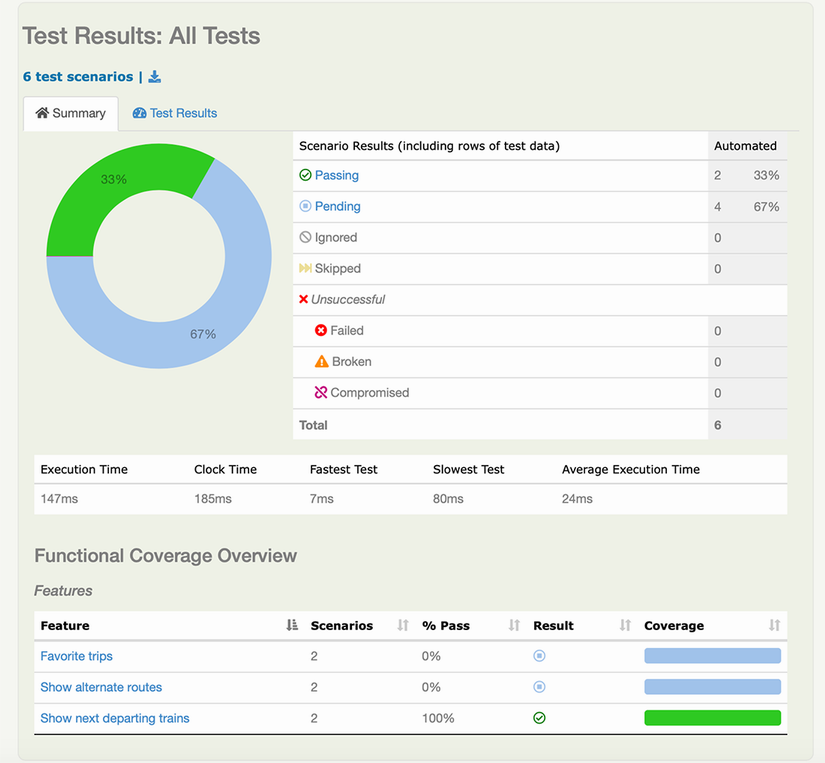 Test Results: All Tests
6 test scenarios |
Summary Test Results
33%
67%
Scenario Results (including rows of test data) Automated
Passing 2 33%
Pending 4 67%
Ignored 0
Skipped 0
Unsuccessful
Failed 0
Broken 0
Compromised 0
Total 6
Execution Time Clock Time Fastest Test Slowest Test Average Execution Time
147ms 185ms 7ms 80ms 24ms
Functional Coverage Overview
Features
Feature Scenarios % Pass Result Coverage
Favorite trips 2 0%
Show alternate routes 2 0%
Show next departing trains 2 100%